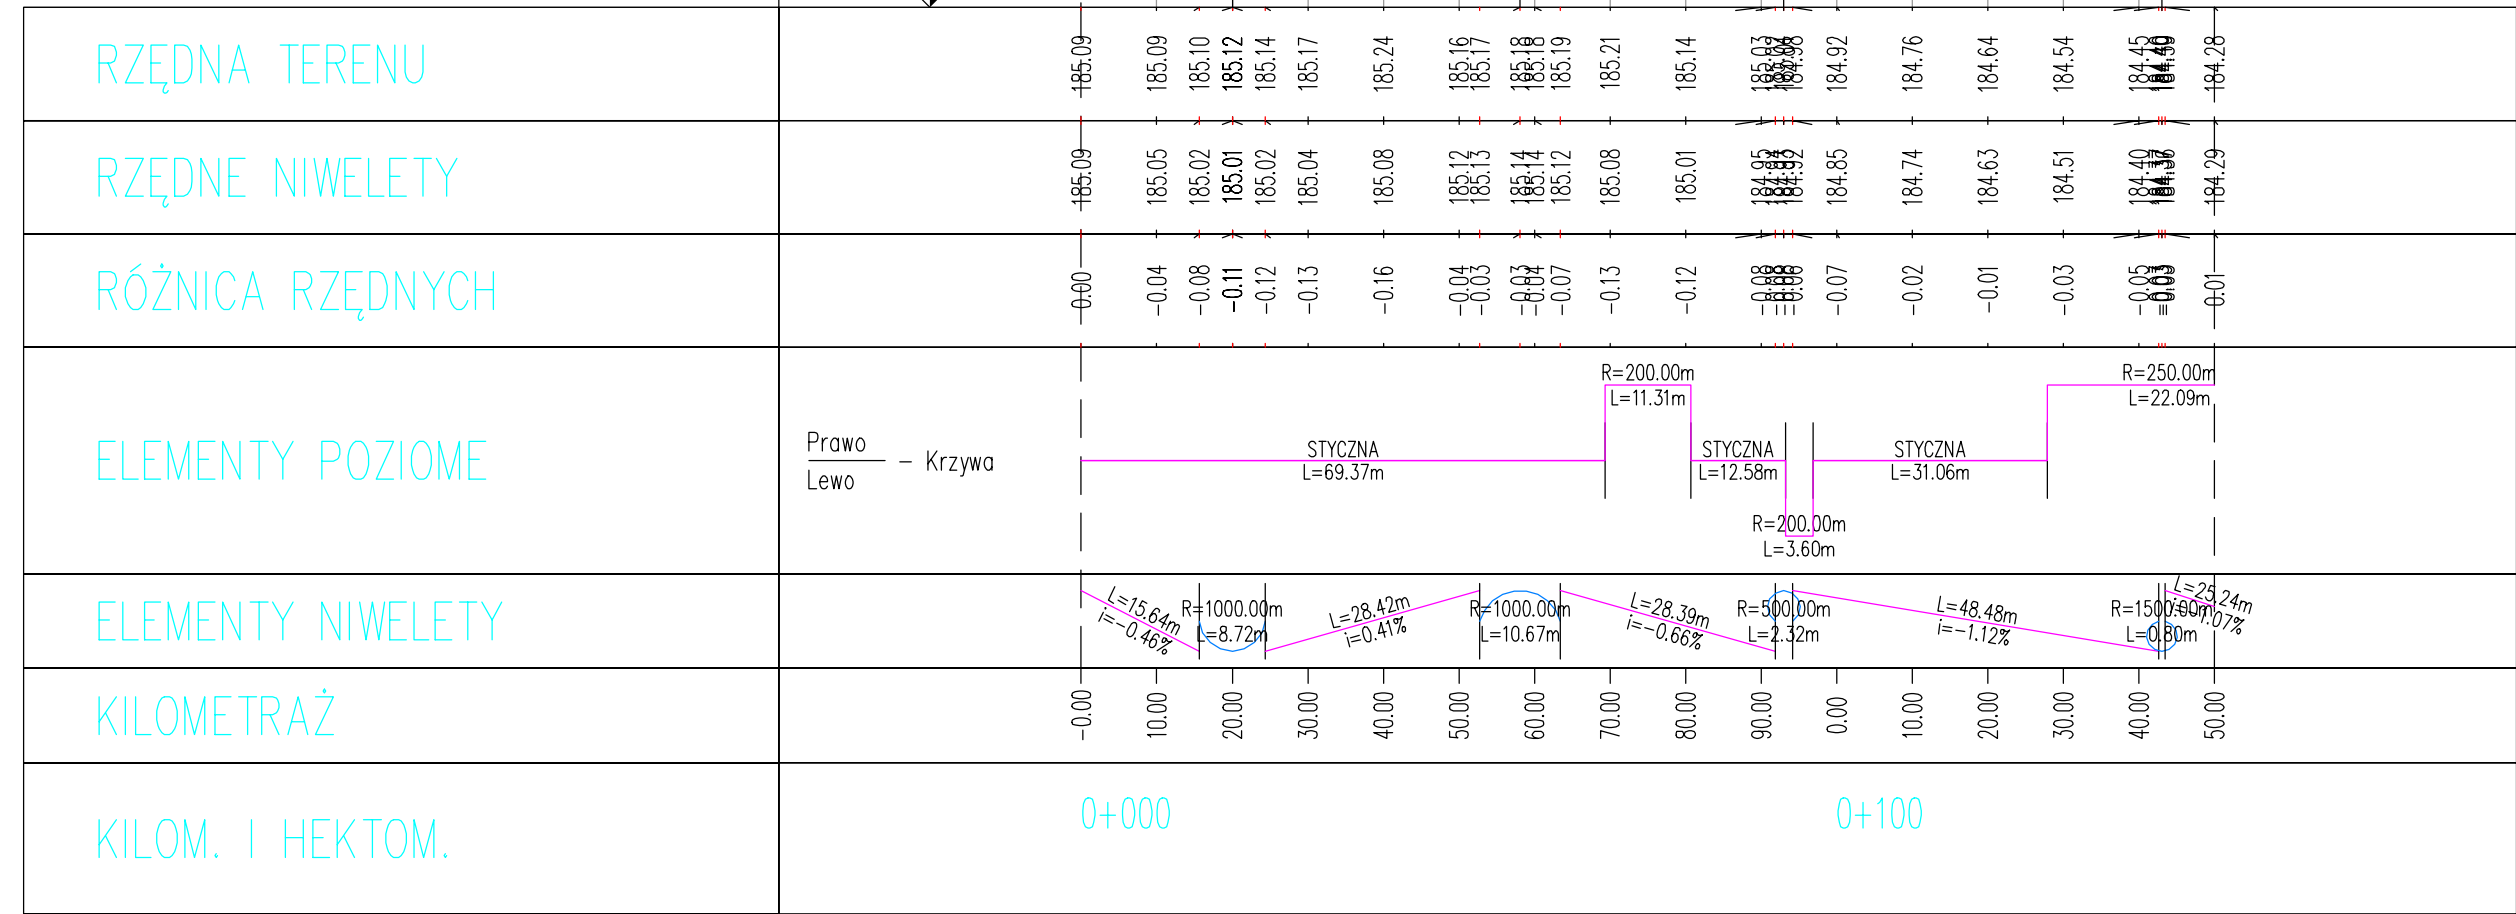 RZĘDNA TERENU
185.09 185.09 185.10 185.12 185.14 185.17 185.24 185.16 185.17 185.18 185.18 185.19 185.21 185.14 185.03 184.98 184.92 184.76 184.64 184.54 184.45 184.28
RZĘDNE NIWELETY
185.09 185.05 185.02 185.01 185.02 185.04 185.08 185.12 185.13 185.14 185.14 185.12 185.08 185.01 184.95 184.92 184.85 184.74 184.63 184.51 184.40 184.29
RÓŻNICA RZĘDNYCH
-0.00 -0.04 -0.08 -0.11 -0.12 -0.13 -0.16 -0.04 -0.03 -0.03 -0.04 -0.07 -0.13 -0.12 -0.08 -0.06 -0.07 -0.02 -0.01 -0.03 -0.05 0.01
ELEMENTY POZIOME
Prawo
Lewo
- Krzywa
STYCZNA
L=69.37m
R=200.00m
L=11.31m
STYCZNA
L=12.58m
R=200.00m
L=3.60m
STYCZNA
L=31.06m
R=250.00m
L=22.09m
ELEMENTY NIWELETY
L=15.64m
i=-0.46%
R=1000.00m
L=8.72m
L=28.42m
i=0.41%
R=1000.00m
L=10.67m
L=28.39m
i=-0.66%
R=500.00m
L=2.32m
L=48.48m
i=-1.12%
R=1500.00m
L=0.80m
L=25.24m
i=-1.07%
KILOMETRAŻ
-0.00 10.00 20.00 30.00 40.00 50.00 60.00 70.00 80.00 90.00 0.00 10.00 20.00 30.00 40.00 50.00
KILOM. I HEKTOM.
0+000 0+100